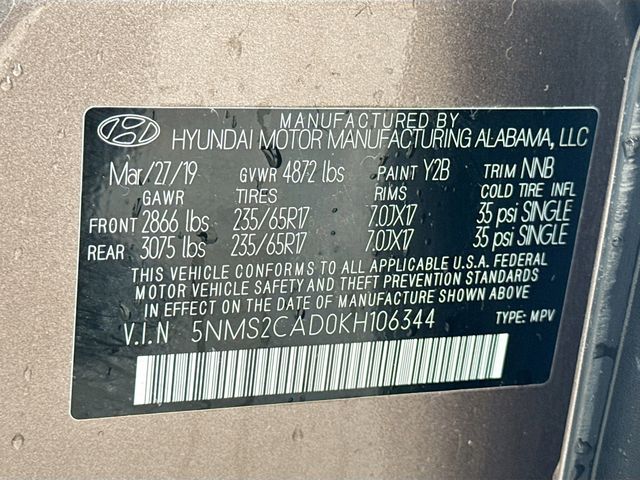 MANUFACTURED BY
HYUNDAI MOTOR MANUFACTURING ALABAMA, LLC
Mar/27/19 GVWR 4872 lbs PAINT Y2B TRIM NNB
GAWR TIRES RIMS COLD TIRE INFL
FRONT 2866 lbs 235/65R17 7.0JX17 35 psi SINGLE
REAR 3075 lbs 235/65R17 7.0JX17 35 psi SINGLE
THIS VEHICLE CONFORMS TO ALL APPLICABLE U.S.A. FEDERAL
MOTOR VEHICLE SAFETY AND THEFT PREVENTION STANDARDS
IN EFFECT ON THE DATE OF MANUFACTURE SHOWN ABOVE.
V.I.N 5NMS2CAD0KH106344 TYPE: MPV